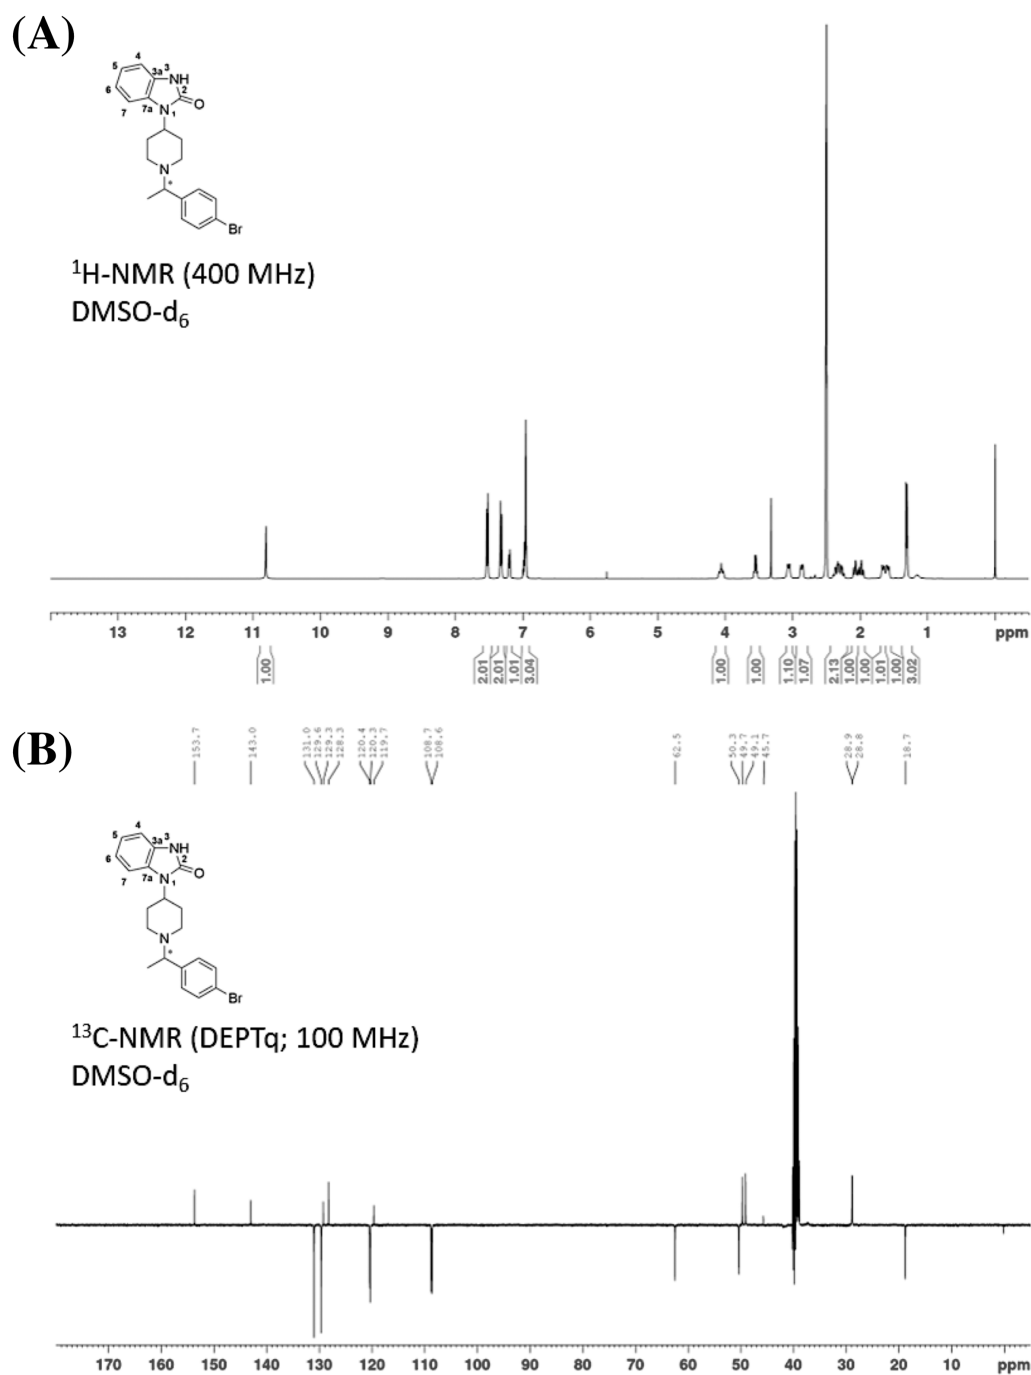 (A)
4
5
3a
3
NH
6
2
O
7
7a
N
1
N
*
Br
1H-NMR (400 MHz)
DMSO-d6
13 12 11 10 9 8 7 6 5 4 3 2 1 ppm
1.00 2.01 2.01 1.01 3.04 1.00 1.00 1.10 1.07 2.13 1.00 1.00 1.01 1.00 3.02
(B)
153.7 143.0 131.0 129.6 129.3 128.3 120.4 120.3 119.7 108.7 108.6 62.5 50.3 49.7 49.1 45.7 28.9 28.8 18.7
4
5
3a
3
NH
6
2
O
7
7a
N
1
N
*
Br
13C-NMR (DEPTq; 100 MHz)
DMSO-d6
170 160 150 140 130 120 110 100 90 80 70 60 50 40 30 20 10 ppm